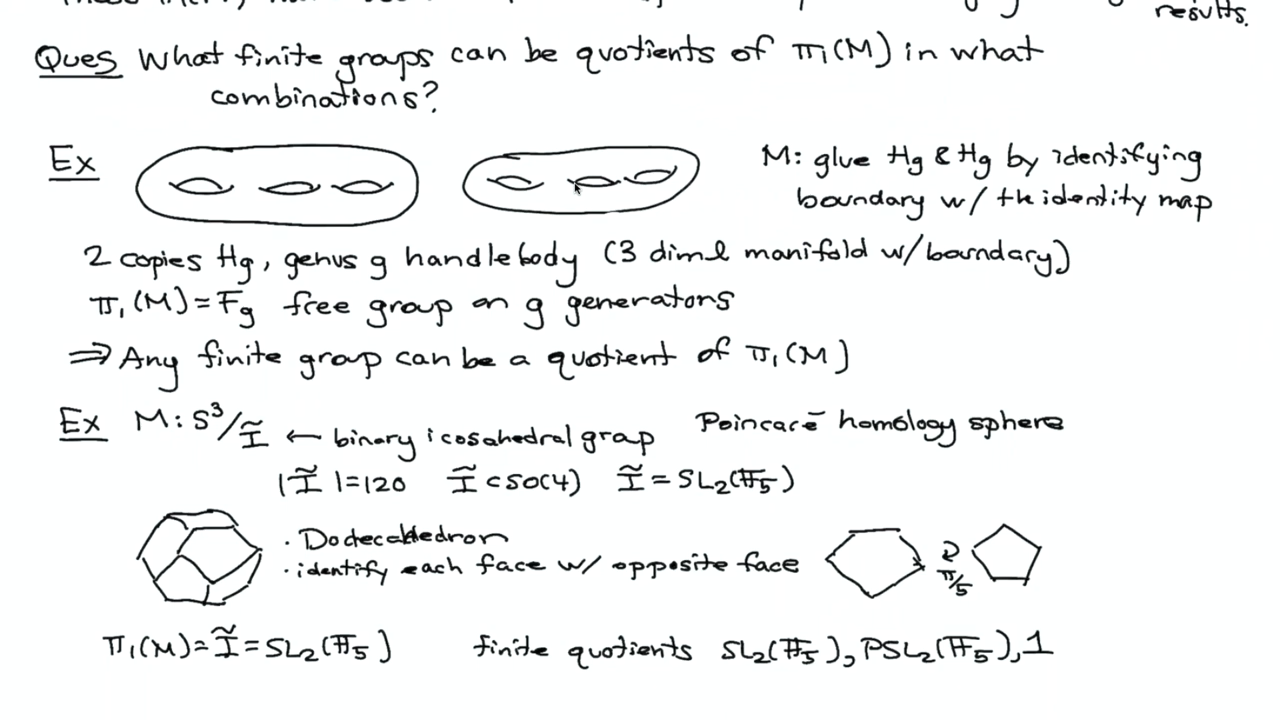 results.
Ques What finite groups can be quotients of π₁(M) in what
combinations?
Ex
M: glue Hg & Hg by identifying
boundary w/ the identity map
2 copies Hg, genus g handlebody (3 dim'l manifold w/boundary)
π₁(M) = Fg free group on g generators
⇒ Any finite group can be a quotient of π₁(M)
Ex M: S³/Ĩ ← binary icosahedral group Poincaré homology sphere
|Ĩ|=120 Ĩ ⊂ SO(4) Ĩ = SL₂(𝔽₅)
· Dodecahedron
· identify each face w/ opposite face
π/5
π₁(M) = Ĩ = SL₂(𝔽₅) finite quotients SL₂(𝔽₅), PSL₂(𝔽₅), 1